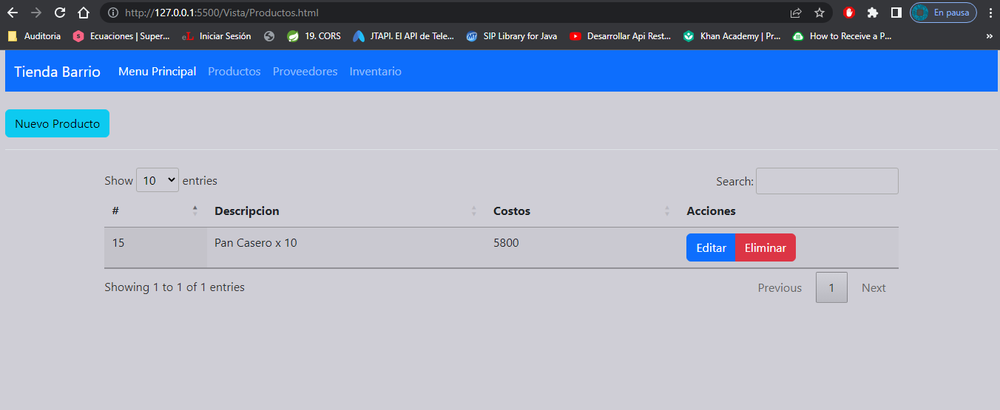 http://127.0.0.1:5500/Vista/Productos.html
En pausa
Auditoria
Ecuaciones | Super...
Iniciar Sesión
19. CORS
JTAPI. El API de Tele...
SIP Library for Java
Desarrollar Api Rest...
Khan Academy | Pr...
How to Receive a P...
»
Tienda Barrio Menu Principal Productos Proveedores Inventario
Nuevo Producto
Show 10 entries
Search:
# Descripcion Costos Acciones
15 Pan Casero x 10 5800 Editar Eliminar
Showing 1 to 1 of 1 entries
Previous 1 Next